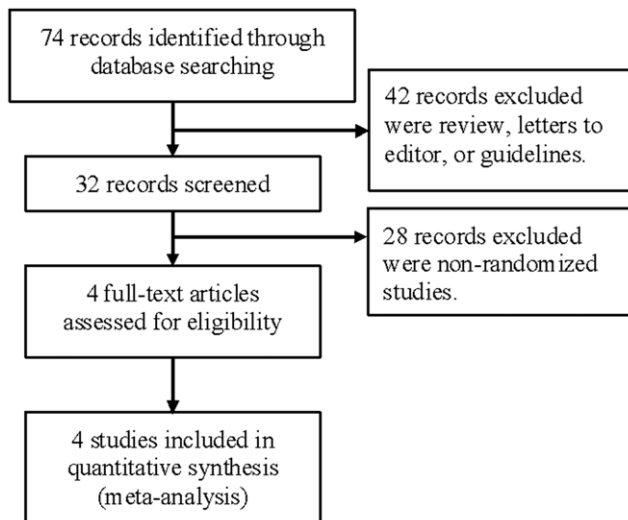 74 records identified through
database searching
42 records excluded
were review, letters to
editor, or guidelines.
32 records screened
28 records excluded
were non-randomized
studies.
4 full-text articles
assessed for eligibility
4 studies included in
quantitative synthesis
(meta-analysis)